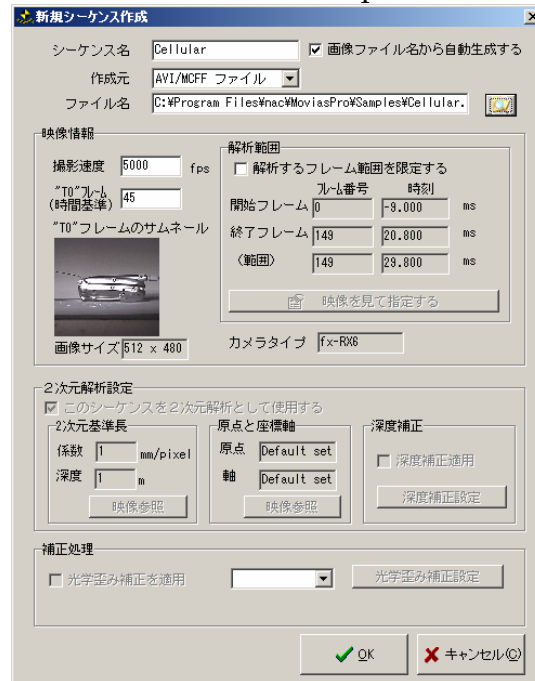 新規シーケンス作成
シーケンス名 Cellular 画像ファイル名から自動生成する
作成元 AVI/MCFF ファイル
ファイル名 C:¥Program Files¥nac¥MoviasPro¥Samples¥Cellular.
映像情報
撮影速度 5000 fps
"T0"フレーム
(時間基準) 45
"T0"フレームのサムネール
画像サイズ 512 x 480
解析範囲
解析するフレーム範囲を限定する
フレーム番号 時刻
開始フレーム 0 -9.000 ms
終了フレーム 149 20.800 ms
(範囲) 149 29.800 ms
映像を見て指定する
カメラタイプ fx-RX6
2次元解析設定
このシーケンスを2次元解析として使用する
2次元基準長
係数 1 mm/pixel
深度 1 m
映像参照
原点と座標軸
原点 Default set
軸 Default set
映像参照
深度補正
深度補正適用
深度補正設定
補正処理
光学歪み補正を適用 光学歪み補正設定
OK キャンセル(C)